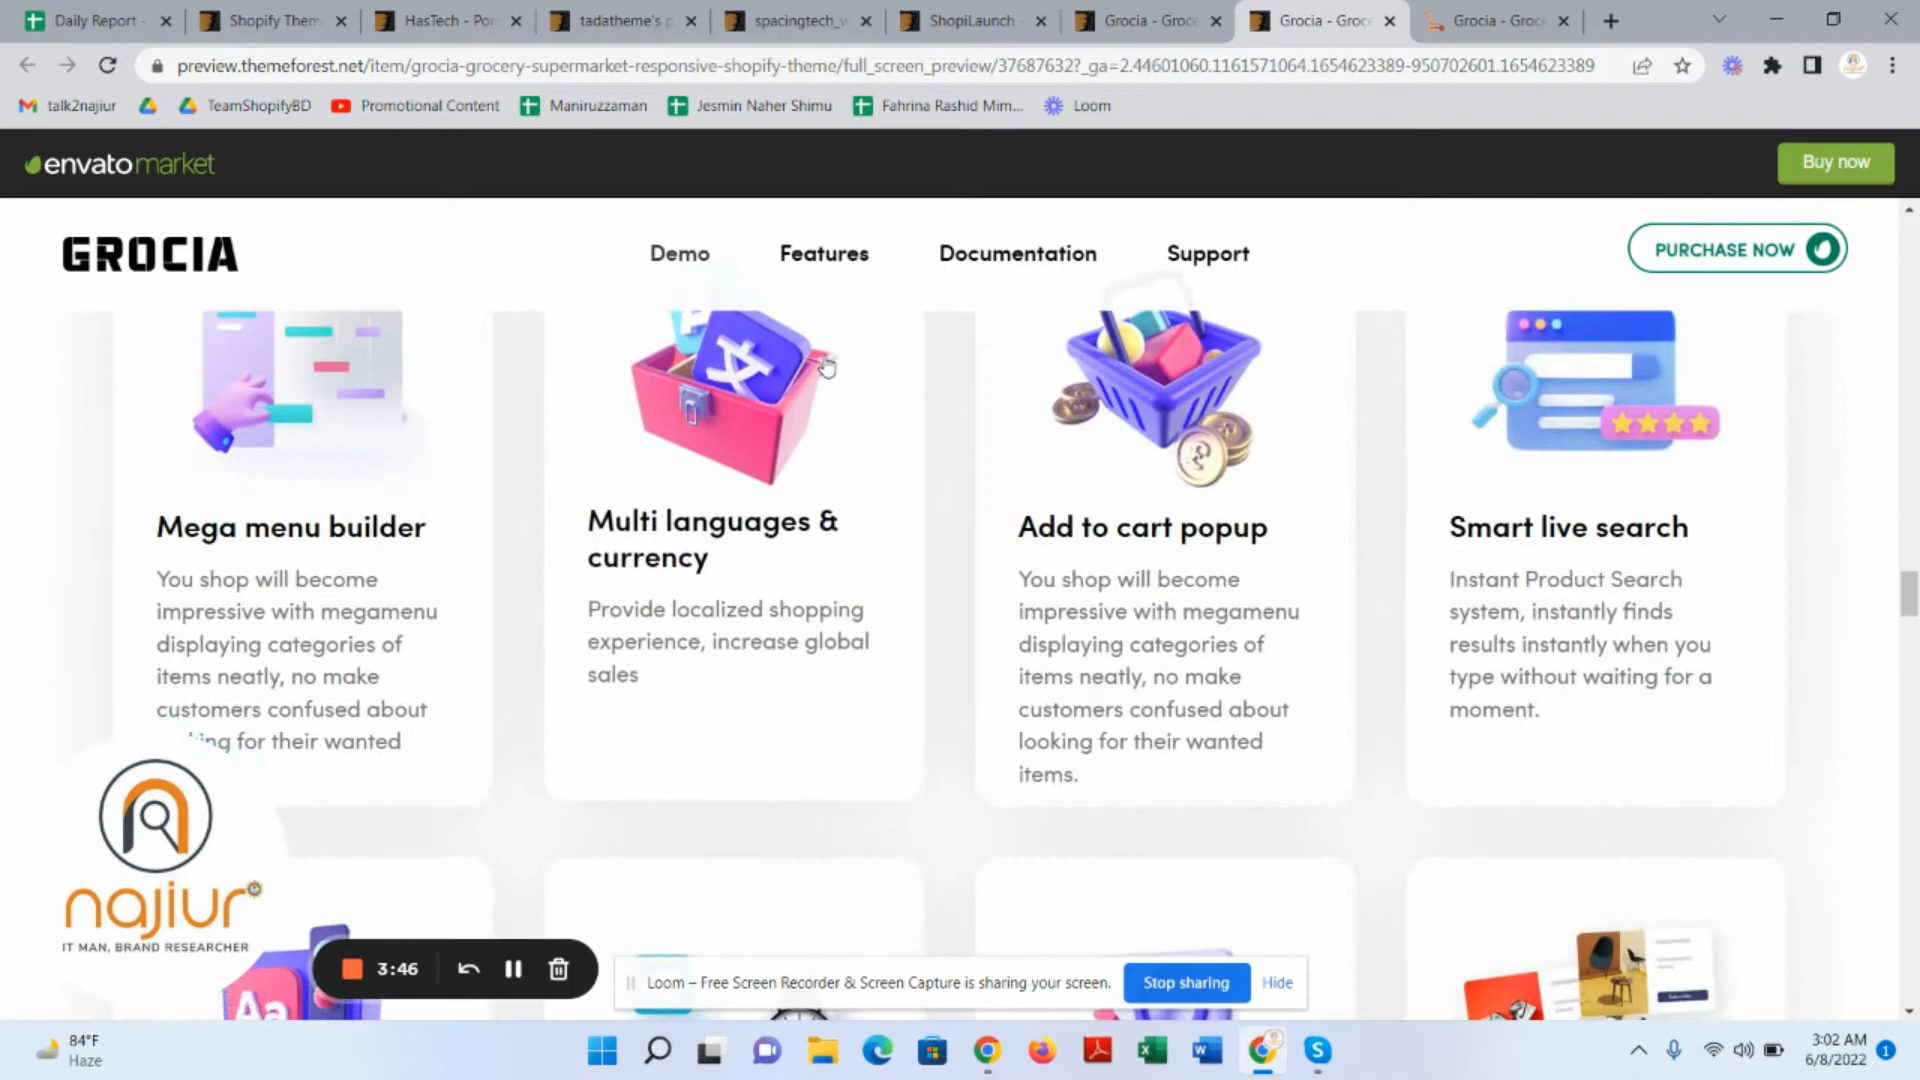 Daily Report -
Shopify Them
HasTech - Por
tadatheme's p
spacingtech_
ShopiLaunch -
Grocia - Groce
Grocia - Groce
Grocia - Groce
preview.themeforest.net/item/grocia-grocery-supermarket-responsive-shopify-theme/full_screen_preview/37687632?_ga=2.44601060.1161571064.1654623389-950702601.1654623389
talk2najiur
TeamShopifyBD
Promotional Content
Maniruzzaman
Jesmin Naher Shimu
Fahrina Rashid Mim...
Loom
envatomarket
Buy now
GROCIA
Demo
Features
Documentation
Support
PURCHASE NOW
文
Mega menu builder
You shop will become
impressive with megamenu
displaying categories of
items neatly, no make
customers confused about
for their wanted
Multi languages &
currency
Provide localized shopping
experience, increase global
sales
Add to cart popup
You shop will become
impressive with megamenu
displaying categories of
items neatly, no make
customers confused about
looking for their wanted
items.
Smart live search
Instant Product Search
system, instantly finds
results instantly when you
type without waiting for a
moment.
najiur
IT MAN, BRAND RESEARCHER
Aa
3:46
Loom – Free Screen Recorder & Screen Capture is sharing your screen.
Stop sharing
Hide
84°F
Haze
3:02 AM
6/8/2022
1